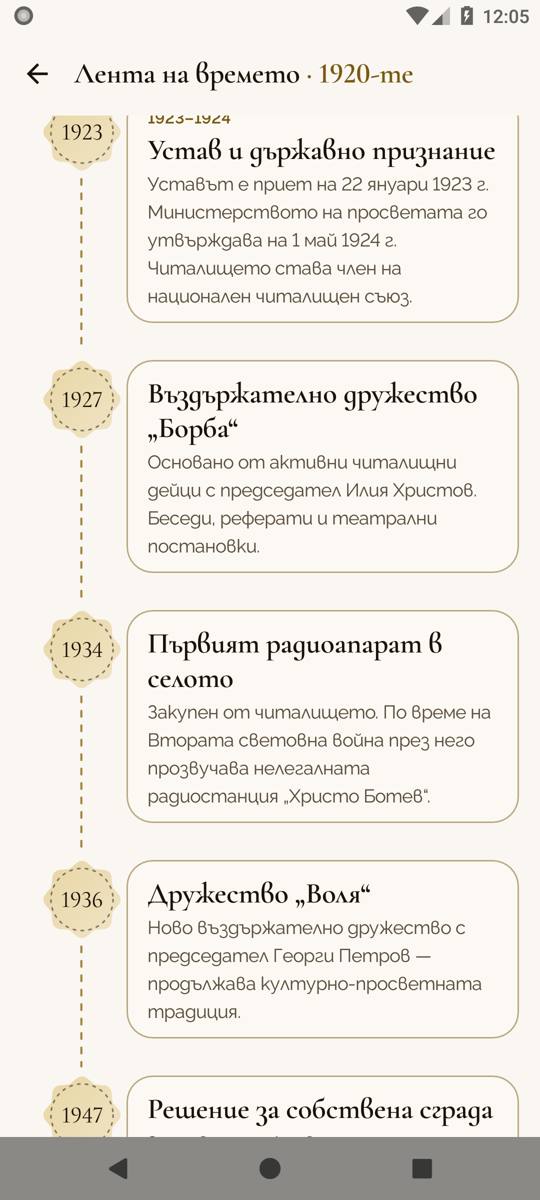 12:05
Лента на времето · 1920-те
1923–1924
1923
Устав и държавно признание
Уставът е приет на 22 януари 1923 г.
Министерството на просветата го
утвърждава на 1 май 1924 г.
Читалището става член на
национален читалищен съюз.
1927
Въздържателно дружество
„Борба“
Основано от активни читалищни
дейци с председател Илия Христов.
Беседи, реферати и театрални
постановки.
1934
Първият радиоапарат в
селото
Закупен от читалището. По време на
Втората световна война през него
прозвучава нелегалната
радиостанция „Христо Ботев“.
1936
Дружество „Воля“
Ново въздържателно дружество с
председател Георги Петров —
продължава културно-просветната
традиция.
1947
Решение за собствена сграда